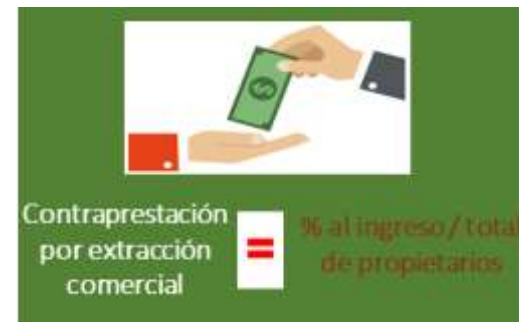 Contraprestación
por extracción
comercial
=
% al ingreso / total
de propietarios